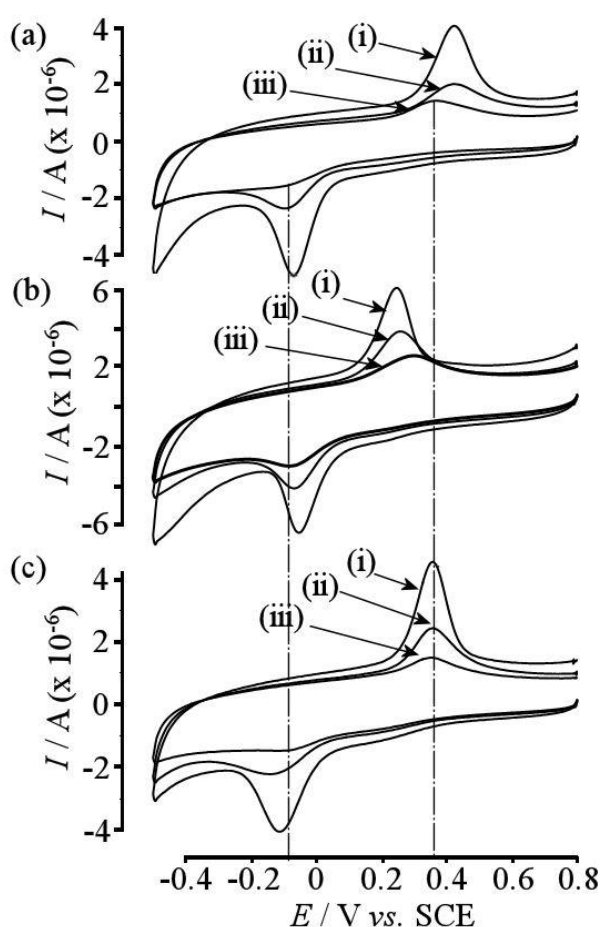 (a)
4
2
0
-2
-4
I / A (x 10-6)
(i)
(ii)
(iii)
(b)
6
2
-2
-6
I / A (x 10-6)
(i)
(ii)
(iii)
(c)
4
2
0
-2
-4
I / A (x 10-6)
(i)
(ii)
(iii)
-0.4 -0.2 0 0.2 0.4 0.6 0.8
E / V vs. SCE